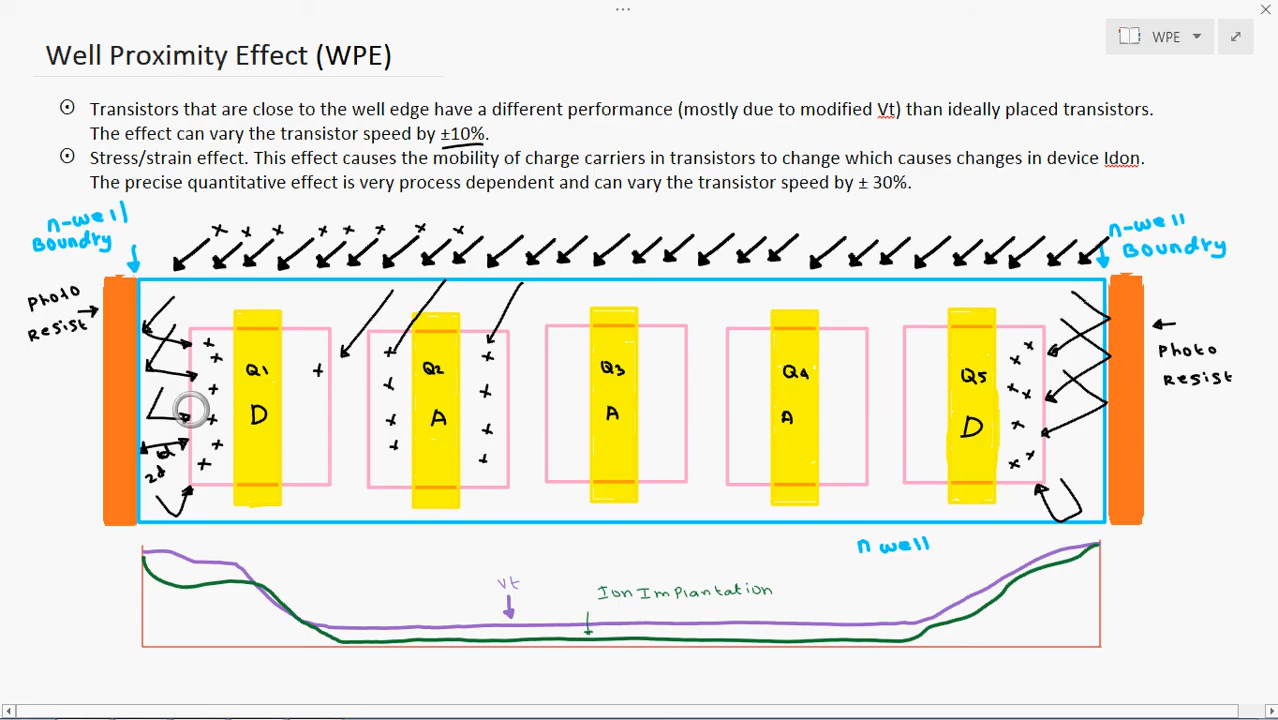 WPE
Well Proximity Effect (WPE)
Transistors that are close to the well edge have a different performance (mostly due to modified Vt) than ideally placed transistors.
The effect can vary the transistor speed by ±10%.
Stress/strain effect. This effect causes the mobility of charge carriers in transistors to change which causes changes in device Idon.
The precise quantitative effect is very process dependent and can vary the transistor speed by ± 30%.
n-well
Boundry
n-well
Boundry
Photo
Resist
Photo
Resist
Q1
Q2
Q3
Q4
Q5
D
A
A
A
D
d
2d
n well
Vt
Ion Implantation